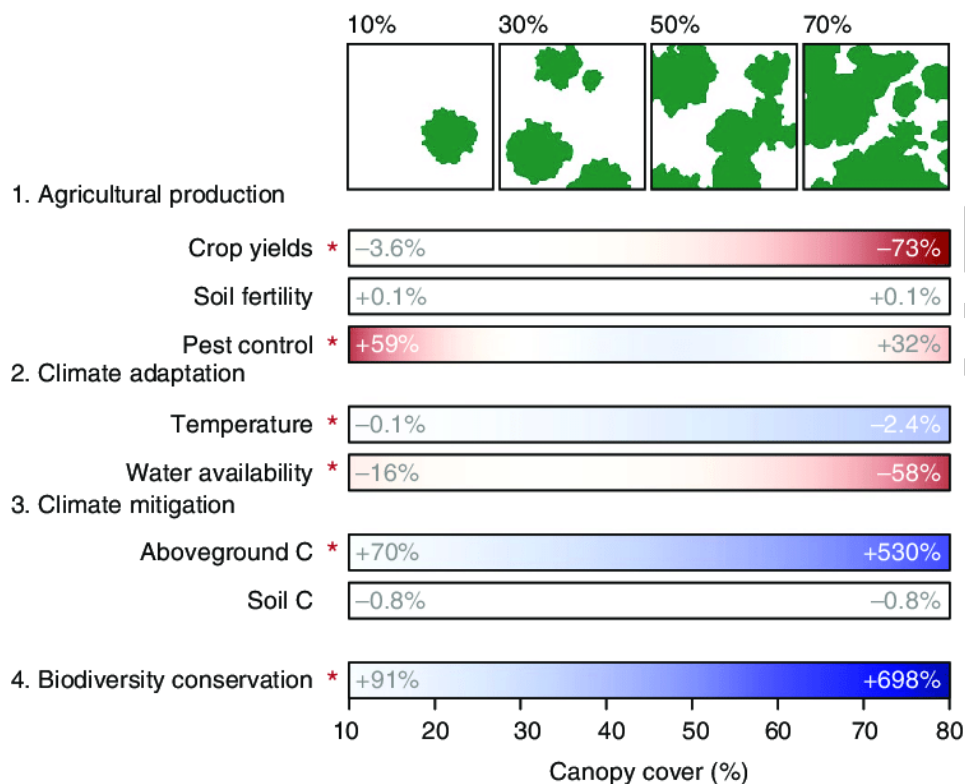 10% 30% 50% 70%
1. Agricultural production
Crop yields * −3.6% −73%
Soil fertility +0.1% +0.1%
Pest control * +59% +32%
2. Climate adaptation
Temperature * −0.1% −2.4%
Water availability * −16% −58%
3. Climate mitigation
Aboveground C * +70% +530%
Soil C −0.8% −0.8%
4. Biodiversity conservation * +91% +698%
10 20 30 40 50 60 70 80
Canopy cover (%)